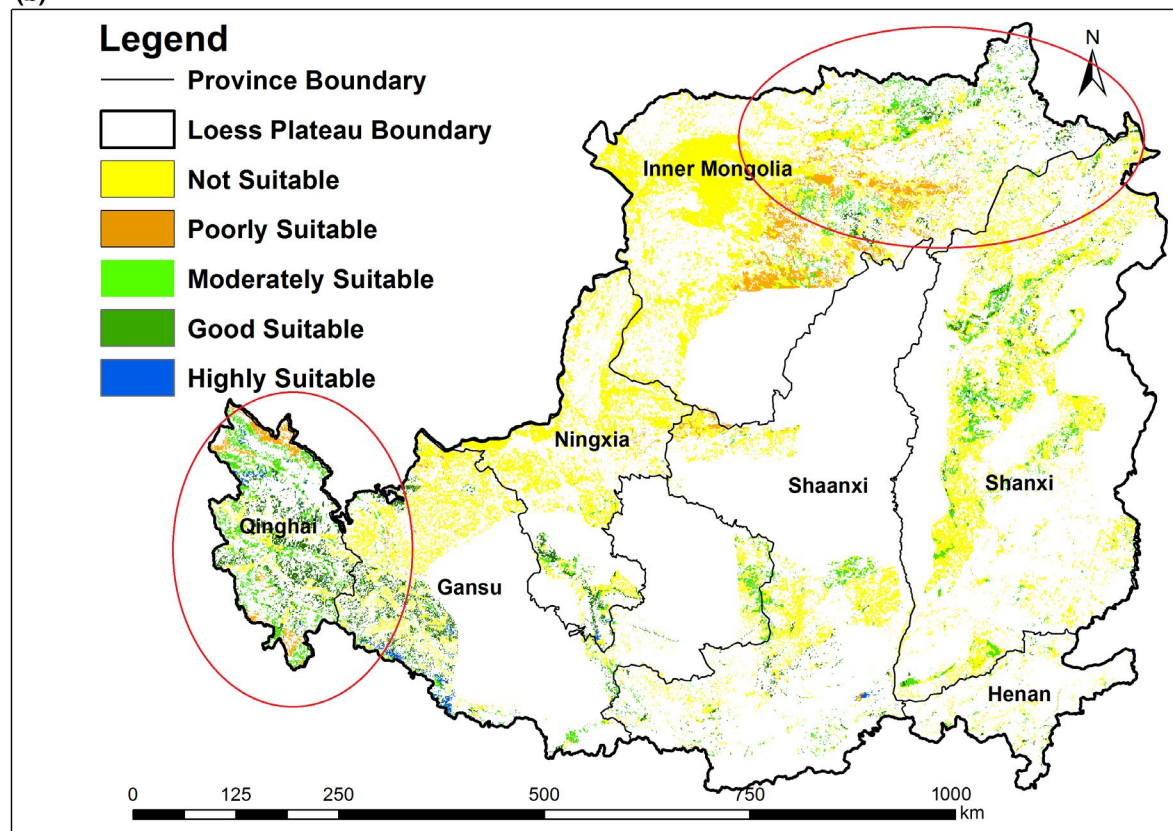 (b)
Legend
Province Boundary
Loess Plateau Boundary
Not Suitable
Poorly Suitable
Moderately Suitable
Good Suitable
Highly Suitable
N
Inner Mongolia
Ningxia
Shaanxi
Shanxi
Qinghai
Gansu
Henan
0 125 250 500 750 1000
km